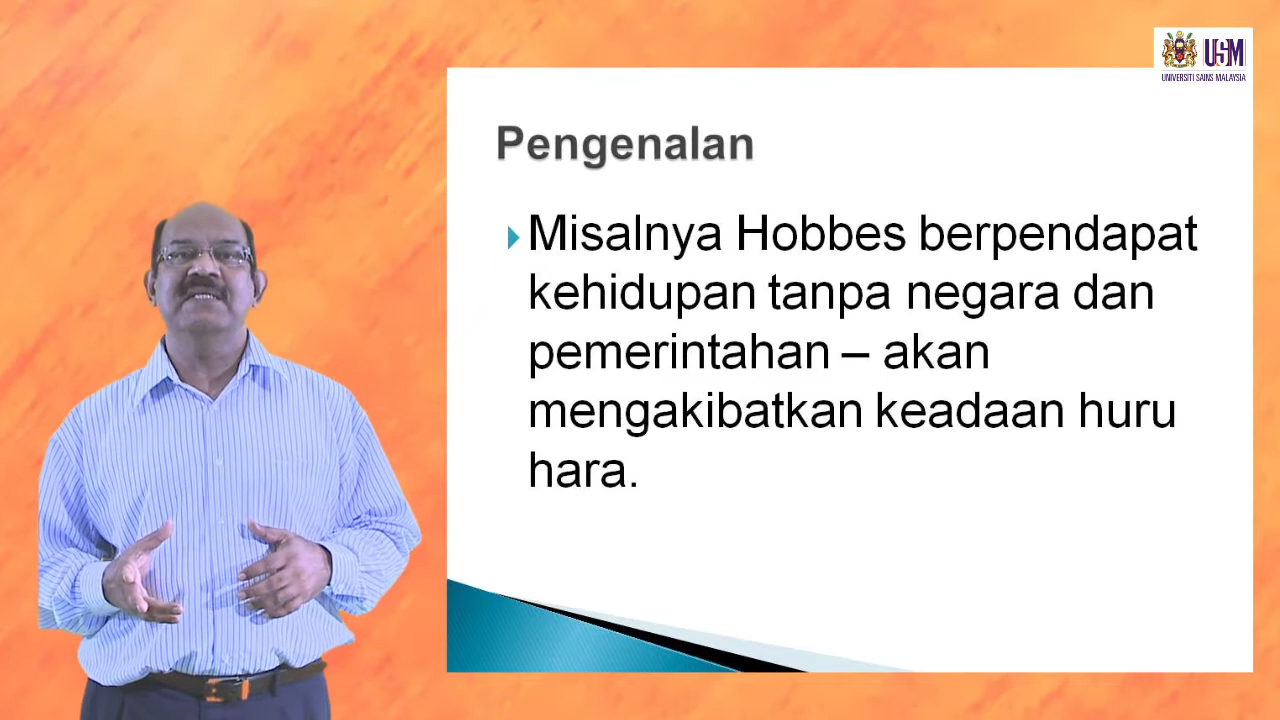 USM
UNIVERSITI SAINS MALAYSIA
Pengenalan
Misalnya Hobbes berpendapat
kehidupan tanpa negara dan
pemerintahan – akan
mengakibatkan keadaan huru
hara.